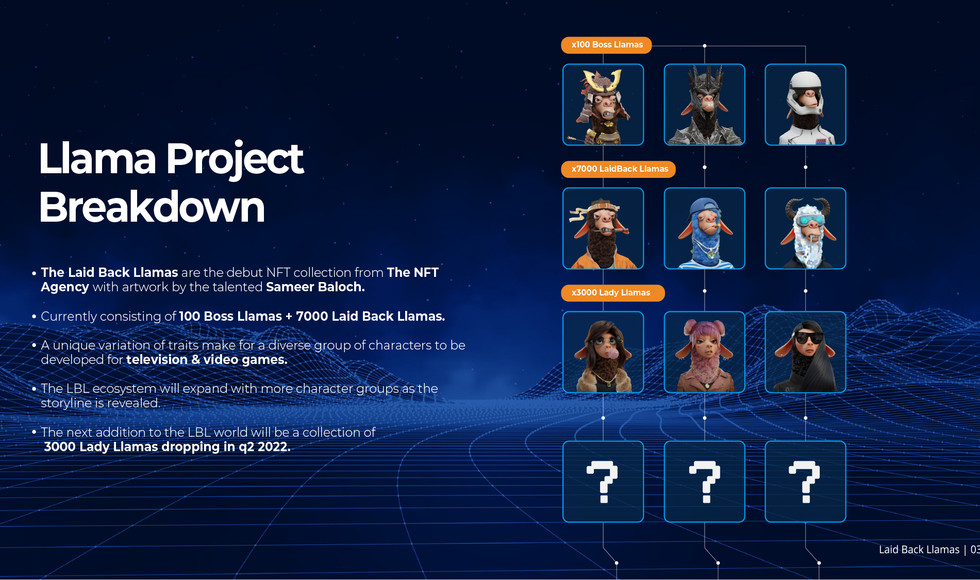 Llama Project
Breakdown
• The Laid Back Llamas are the debut NFT collection from The NFT
Agency with artwork by the talented Sameer Baloch.
• Currently consisting of 100 Boss Llamas + 7000 Laid Back Llamas.
• A unique variation of traits make for a diverse group of characters to be
developed for television & video games.
• The LBL ecosystem will expand with more character groups as the
storyline is revealed.
• The next addition to the LBL world will be a collection of
3000 Lady Llamas dropping in q2 2022.
x100 Boss Llamas
x7000 LaidBack Llamas
x3000 Lady Llamas
? ? ?
Laid Back Llamas | 03